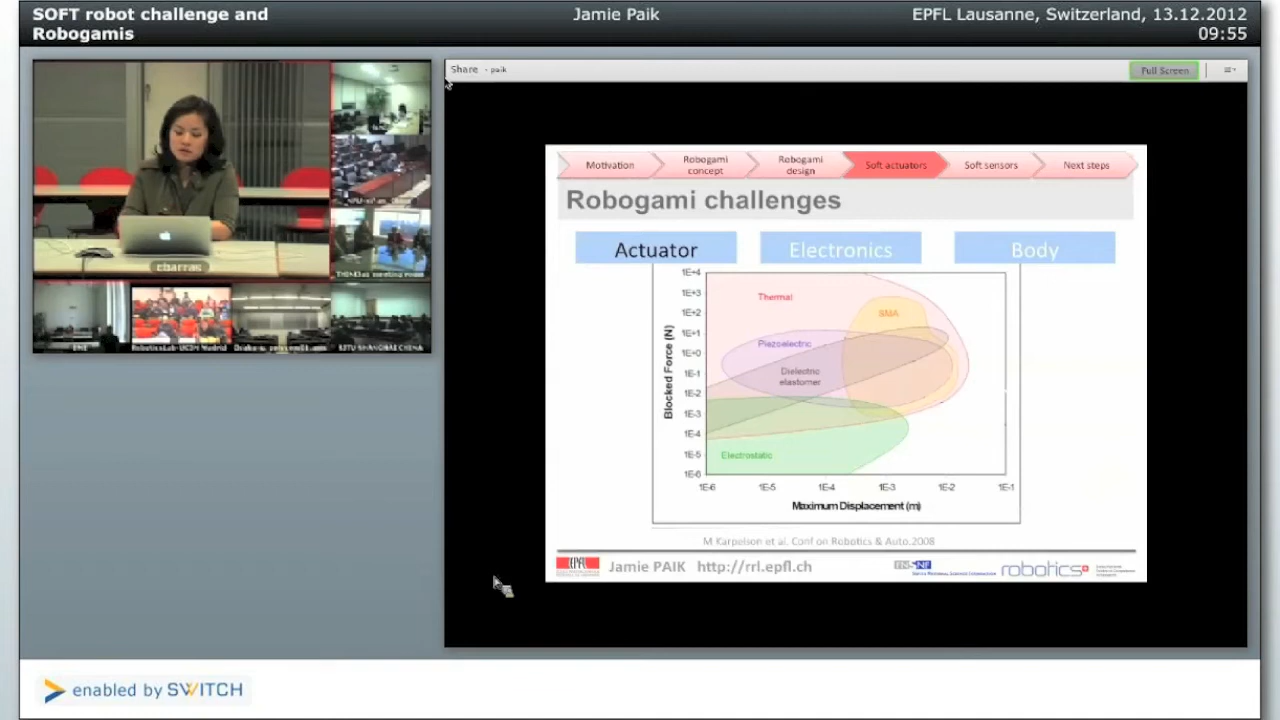 SOFT robot challenge and
Robogamis
Jamie Paik
EPFL Lausanne, Switzerland, 13.12.2012
09:55
Share - paik
Full Screen
charras
Motivation
Robogami
concept
Robogami
design
Soft actuators
Soft sensors
Next steps
Robogami challenges
Actuator
Electronics
Body
Blocked Force (N)
1E+4
1E+3
1E+2
1E+1
1E+0
1E-1
1E-2
1E-3
1E-4
1E-5
1E-6
Thermal
SMA
Piezoelectric
Dielectric
elastomer
Electrostatic
1E-6
1E-5
1E-4
1E-3
1E-2
1E-1
Maximum Displacement (m)
M Karpelson et al. Conf on Robotics & Auto.2008
EPFL
Jamie PAIK http://rrl.epfl.ch
FNSNF
robotics+
enabled by SWITCH